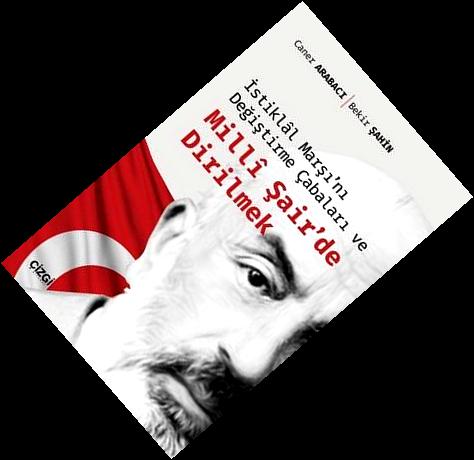 Caner ARABACI | Bekir ŞAHİN
İstiklâl Marşı'nı
Değiştirme Çabaları ve
Millî Şair'de
Dirilmek
ÇİZGİ